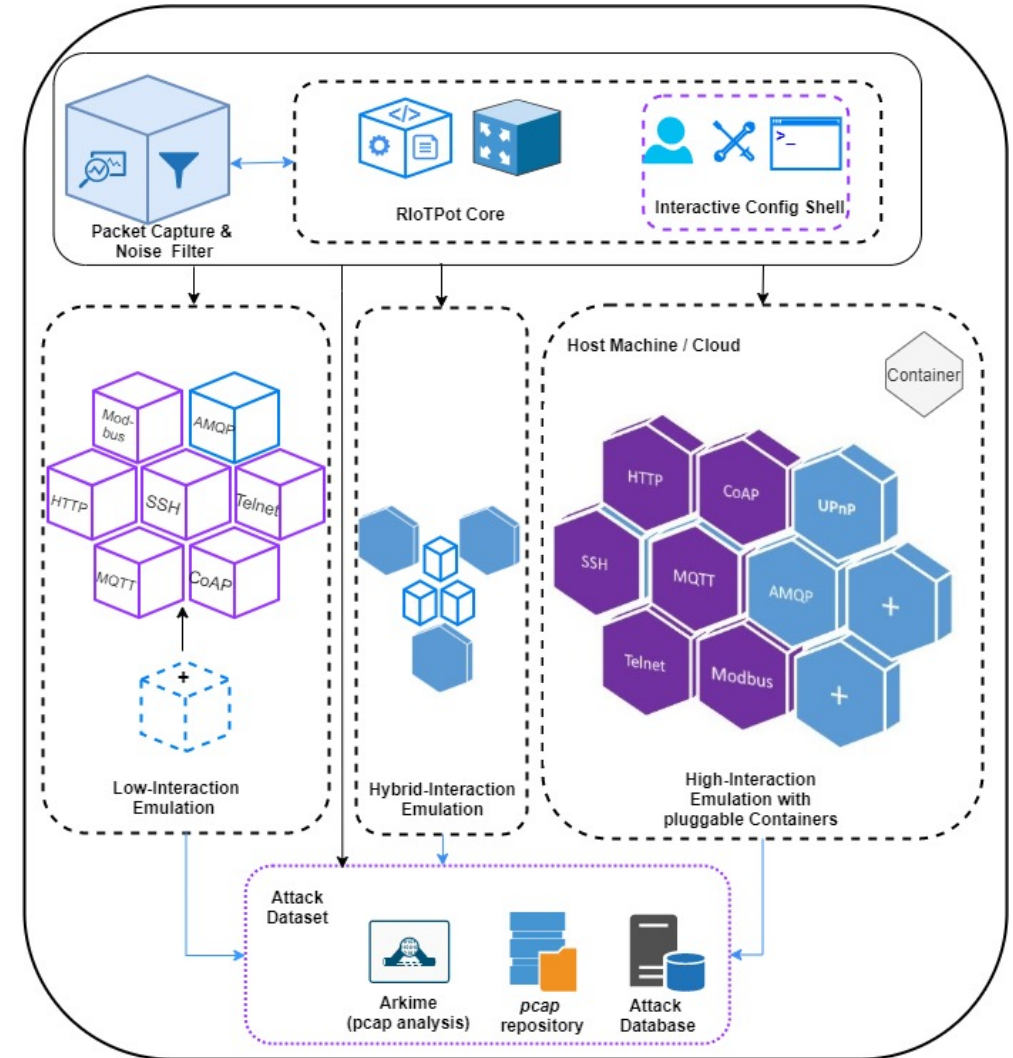 </>
>_
Packet Capture &
Noise Filter
RIoTPot Core
Interactive Config Shell
Host Machine / Cloud
Container
Mod-
bus
AMQP
HTTP
SSH
Telnet
MQTT
CoAP
+
Low-Interaction
Emulation
Hybrid-Interaction
Emulation
HTTP
CoAP
UPnP
SSH
MQTT
AMQP
+
Telnet
Modbus
+
High-Interaction
Emulation with
pluggable Containers
Attack
Dataset
Arkime
(pcap analysis)
pcap
repository
Attack
Database